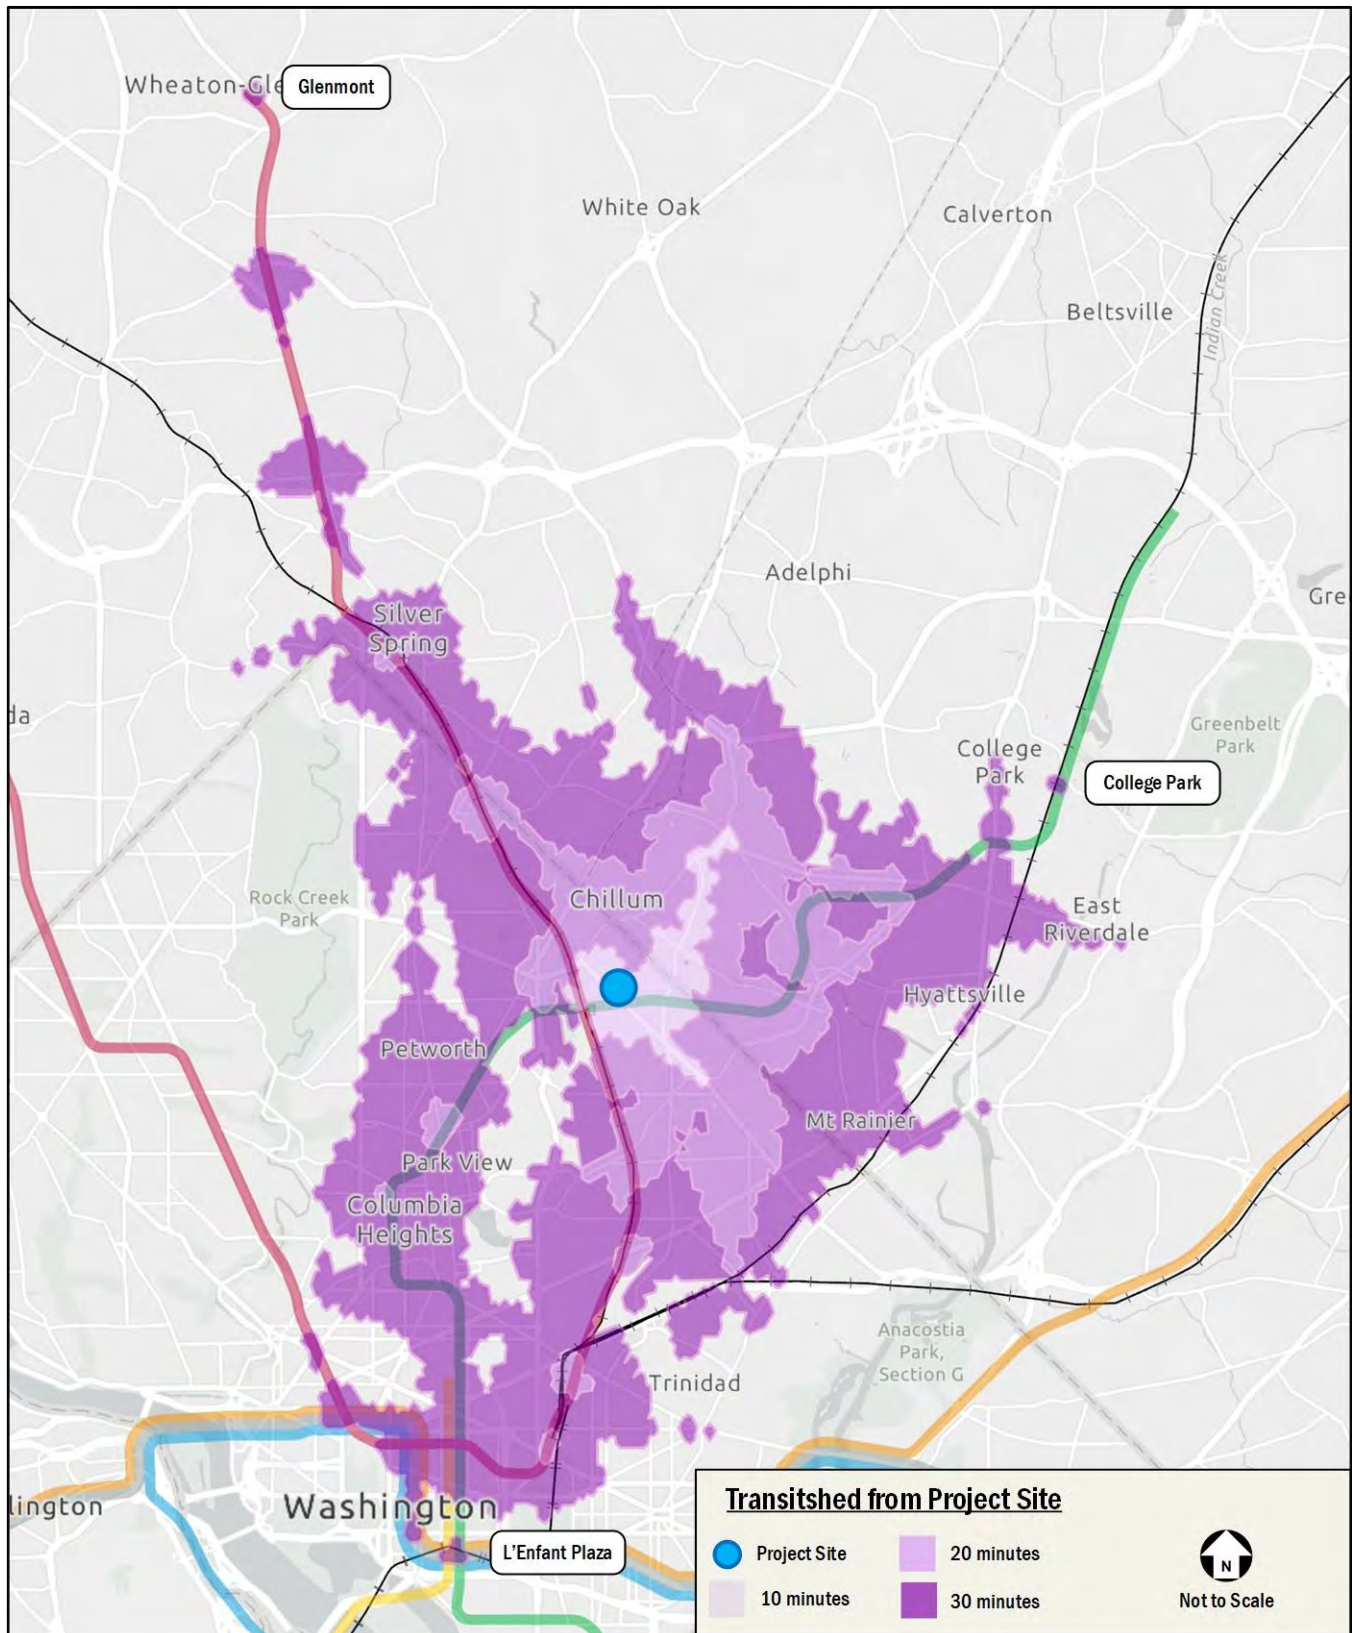 Wheaton-Gle
Glenmont
White Oak
Calverton
Beltsville
Indian Creek
Adelphi
Gre
Silver
Spring
da
Greenbelt
Park
College
Park
College Park
Rock Creek
Park
Chillum
East
Riverdale
Hyattsville
Petworth
Mt Rainier
Park View
Columbia
Heights
Anacostia
Park,
Section G
Trinidad
lington
Washington
L'Enfant Plaza
Transitshed from Project Site
Project Site
20 minutes
10 minutes
30 minutes
N
Not to Scale